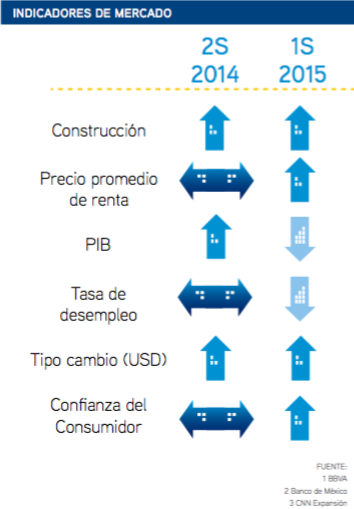 INDICADORES DE MERCADO
2S
2014
1S
2015
Construcción
Precio promedio
de renta
PIB
Tasa de
desempleo
Tipo cambio (USD)
Confianza del
Consumidor
FUENTE:
1 BBVA
2 Banco de México
3 CNN Expansión